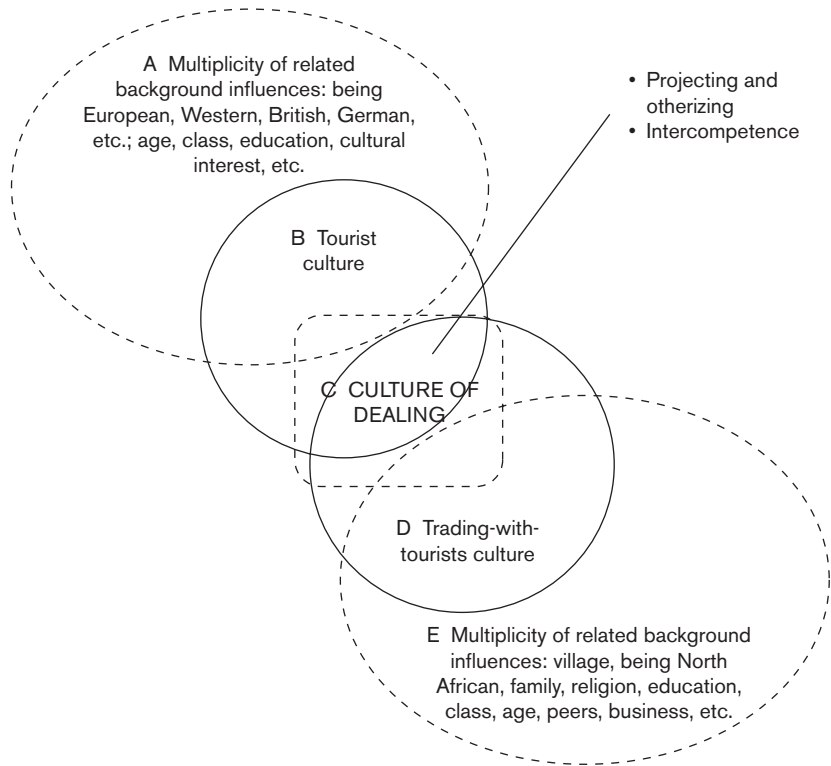 A Multiplicity of related
background influences: being
European, Western, British, German,
etc.; age, class, education, cultural
interest, etc.
• Projecting and
otherizing
• Intercompetence
B Tourist
culture
C CULTURE OF
DEALING
D Trading-with-
tourists culture
E Multiplicity of related background
influences: village, being North
African, family, religion, education,
class, age, peers, business, etc.